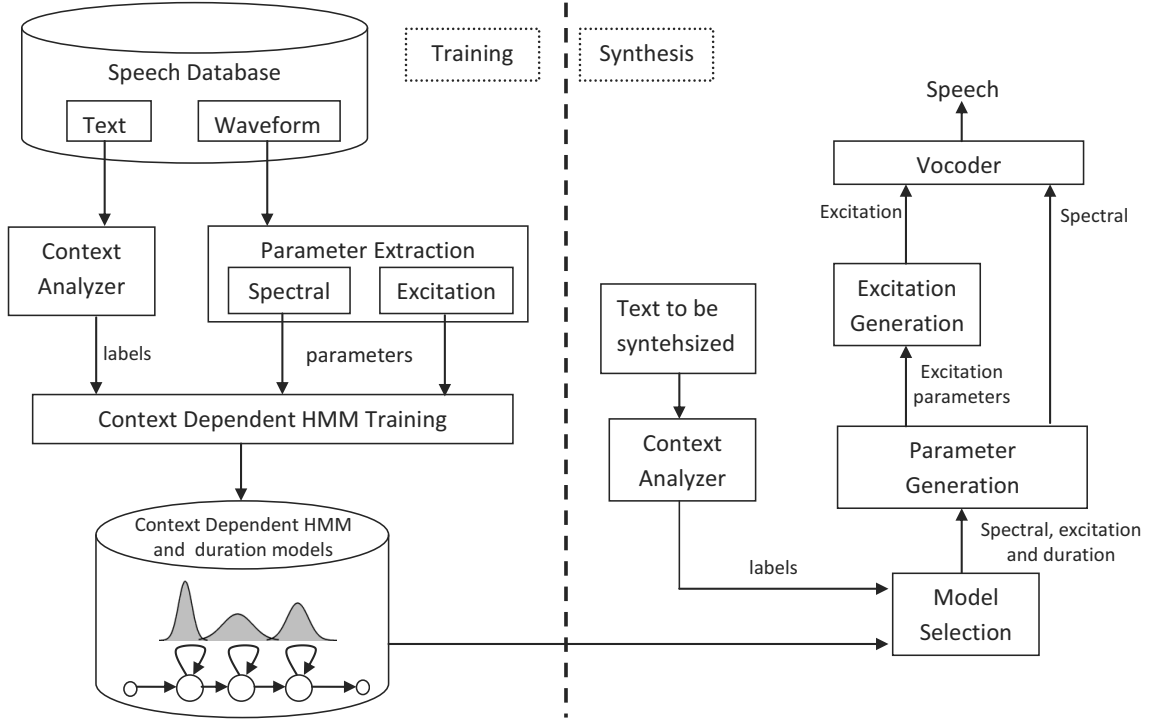 Speech Database
Text
Waveform
Training
Synthesis
Context
Analyzer
Parameter Extraction
Spectral
Excitation
labels
parameters
Context Dependent HMM Training
Context Dependent HMM
and duration models
Speech
Vocoder
Excitation
Spectral
Excitation
Generation
Text to be
syntehsized
Excitation
parameters
Context
Analyzer
Parameter
Generation
Spectral, excitation
and duration
labels
Model
Selection